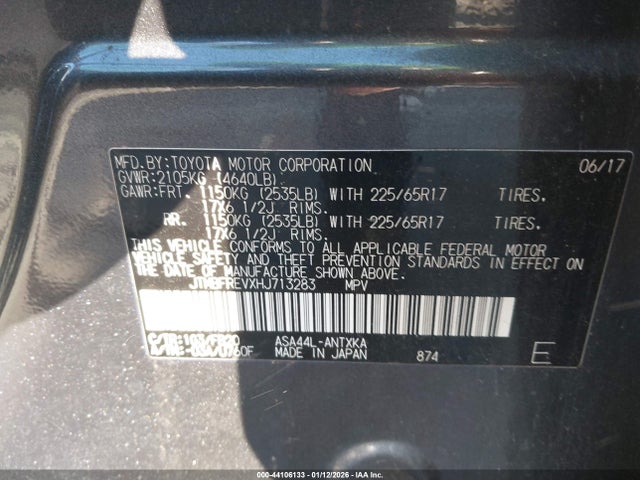 MFD.BY:TOYOTA MOTOR CORPORATION 06/17
GVWR:2105KG (4640LB)
GAWR:FRT. 1150KG (2535LB) WITH 225/65R17 TIRES.
17X6 1/2J RIMS.
RR. 1150KG (2535LB) WITH 225/65R17 TIRES.
17X6 1/2J RIMS.
THIS VEHICLE CONFORMS TO ALL APPLICABLE FEDERAL MOTOR
VEHICLE SAFETY AND THEFT PREVENTION STANDARDS IN EFFECT
ON THE DATE OF MANUFACTURE SHOWN ABOVE.
MPV
ASA44L-ANTXKA
MADE IN JAPAN 874 E
000-44106133 - 01/12/2026 - IAA Inc.